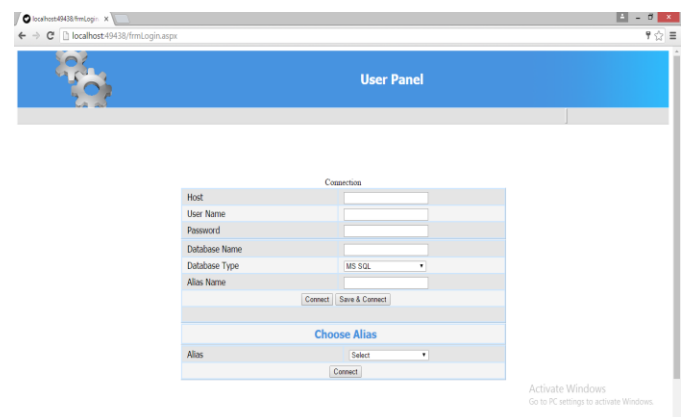 localhost:49438/frmLogin. x
localhost:49438/frmLogin.aspx
User Panel
Connection
Host
User Name
Password
Database Name
Database Type MS SQL
Alias Name
Connect Save & Connect
Choose Alias
Alias Select
Connect
Activate Windows
Go to PC settings to activate Windows.